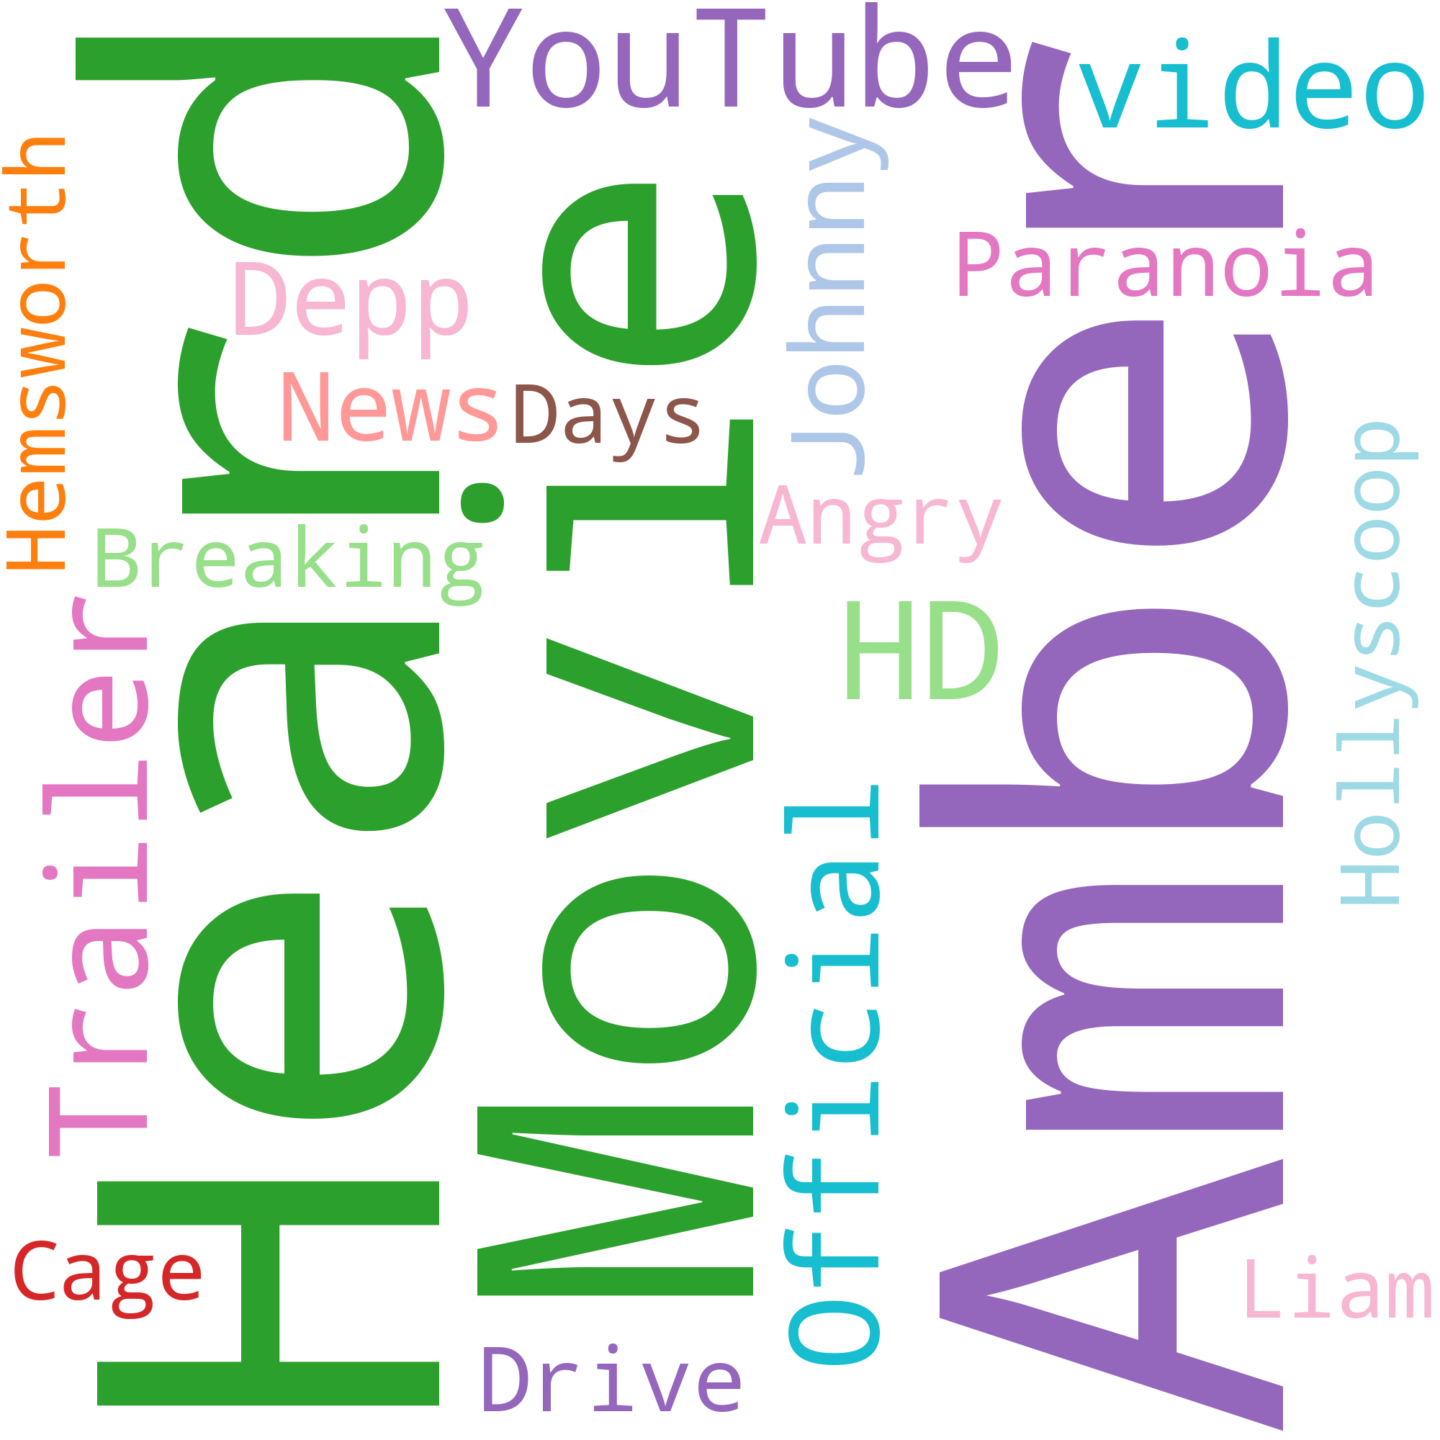 YouTube
video
Heard
Hemsworth
Johnny
Amber
Movie
Paranoia
Depp
News
Days
Hollyscoop
Angry
Breaking
Trailer
HD
Official
Cage
Liam
Drive